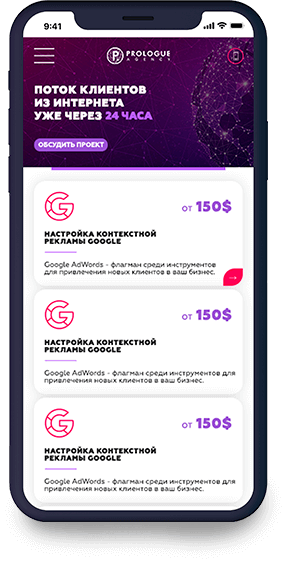 9:41
PROLOGUE
AGENCY
ПОТОК КЛИЕНТОВ
ИЗ ИНТЕРНЕТА
УЖЕ ЧЕРЕЗ 24 ЧАСА
ОБСУДИТЬ ПРОЕКТ
от 150$
НАСТРОЙКА КОНТЕКСТНОЙ
РЕКЛАМЫ GOOGLE
Google AdWords - флагман среди инструментов
для привлечения новых клиентов в ваш бизнес.
от 150$
НАСТРОЙКА КОНТЕКСТНОЙ
РЕКЛАМЫ GOOGLE
Google AdWords - флагман среди инструментов для
привлечения новых клиентов в ваш бизнес.
от 150$
НАСТРОЙКА КОНТЕКСТНОЙ
РЕКЛАМЫ GOOGLE
Google AdWords - флагман среди инструментов для
привлечения новых клиентов в ваш бизнес.